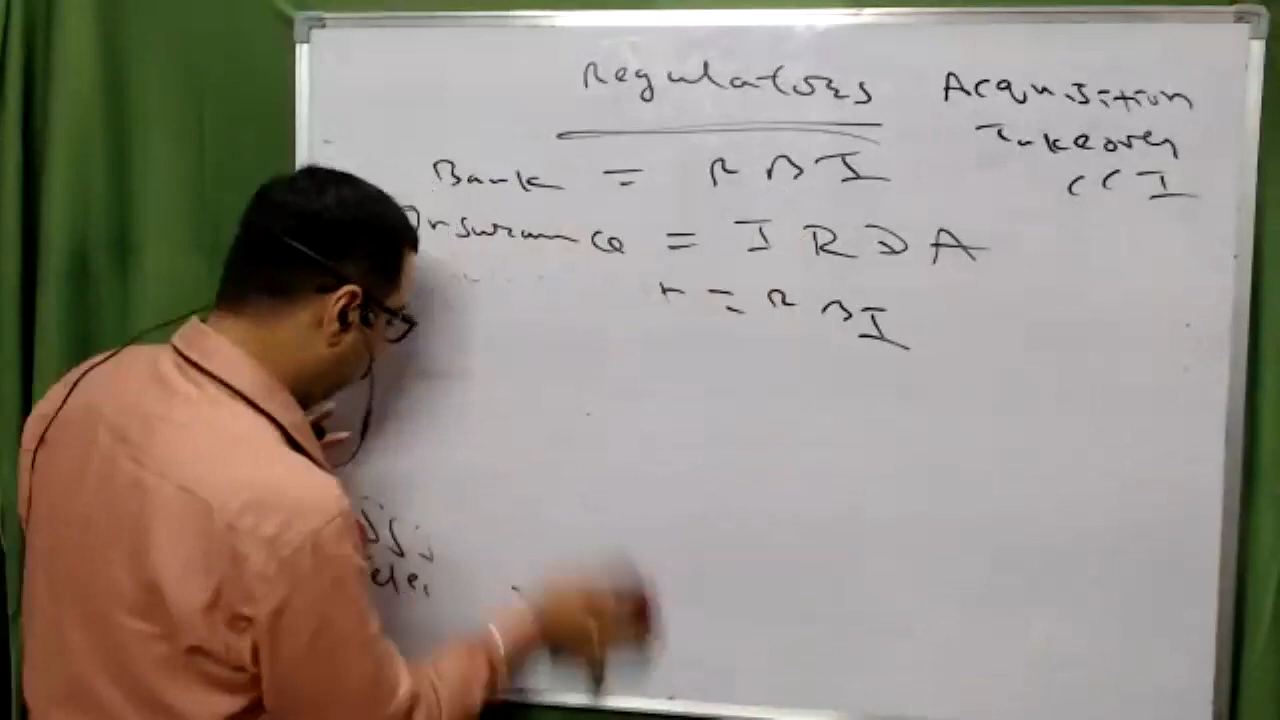 Regulators
Acquisition
Takeover
CCI
Bank = RBI
Insurance = IRDA
= RBI